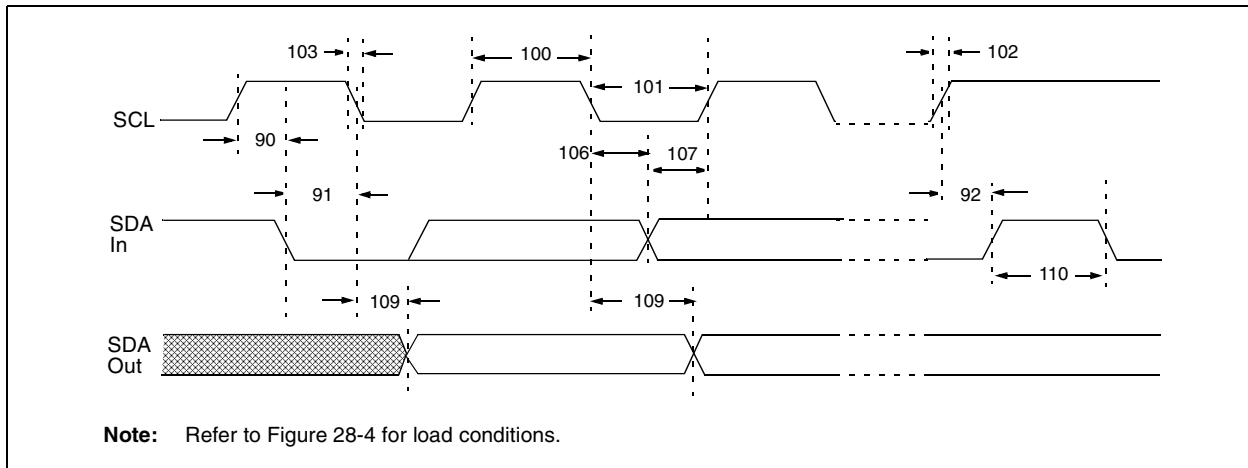 103
100
102
101
SCL
90
106
107
91
92
SDA
In
110
109
109
SDA
Out
Note: Refer to Figure 28-4 for load conditions.